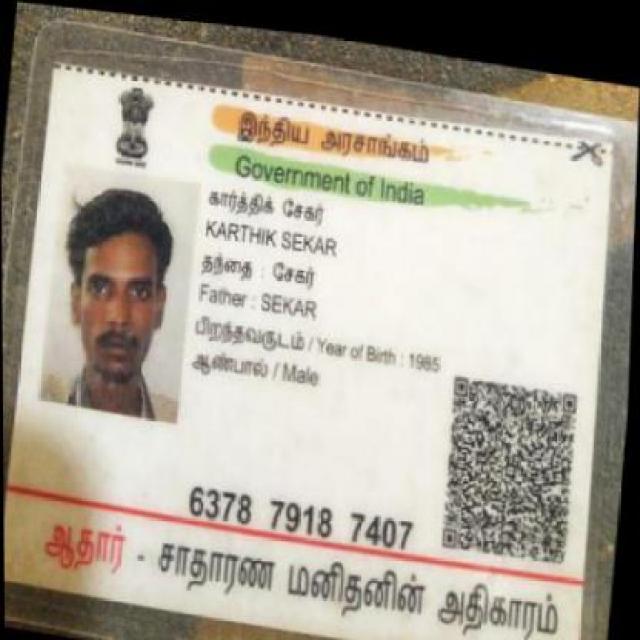 இந்திய அரசாங்கம்
Government of India
கார்த்திக் சேகர்
KARTHIK SEKAR
தந்தை : சேகர்
Father : SEKAR
பிறந்தவருடம் / Year of Birth : 1985
ஆண்பால் / Male
6378 7918 7407
ஆதார் - சாதாரண மனிதனின் அதிகாரம்